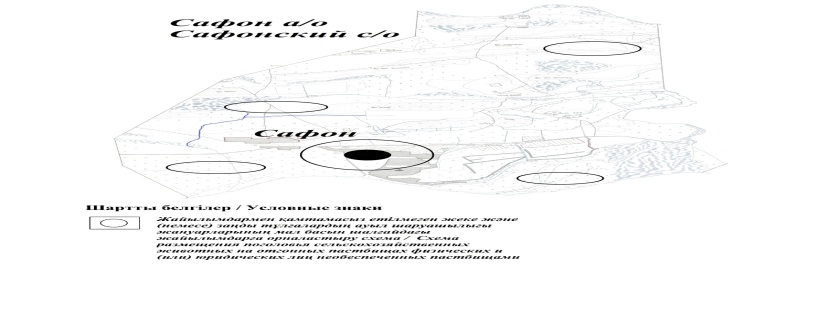 Сафон а/о
Сафонский с/о
Сафон
Шартты белгілер / Условные знаки
Жайылымдармен қамтамасыз етілмеген жеке және
(немесе) заңды тұлғалардың ауыл шаруашылығы
жануарларының мал басын шалғайдағы
жайылымдарға орналастыру схема / Схема
размещения поголовья сельскохозяйственных
животных на отгонных пастбищах физических и
(или) юридических лиц необеспеченных пастбищами